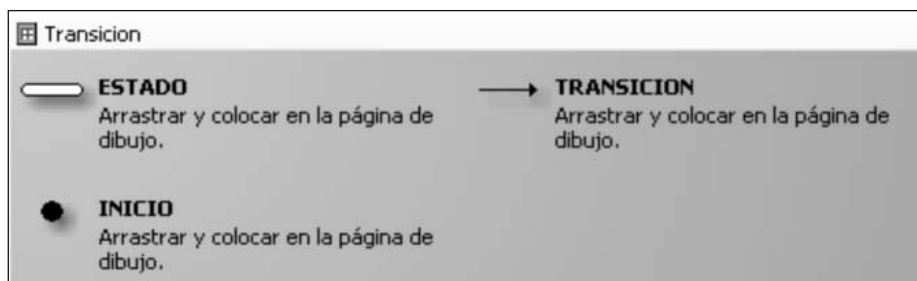 Transicion
ESTADO
Arrastrar y colocar en la página de
dibujo.
TRANSICION
Arrastrar y colocar en la página de
dibujo.
INICIO
Arrastrar y colocar en la página de
dibujo.